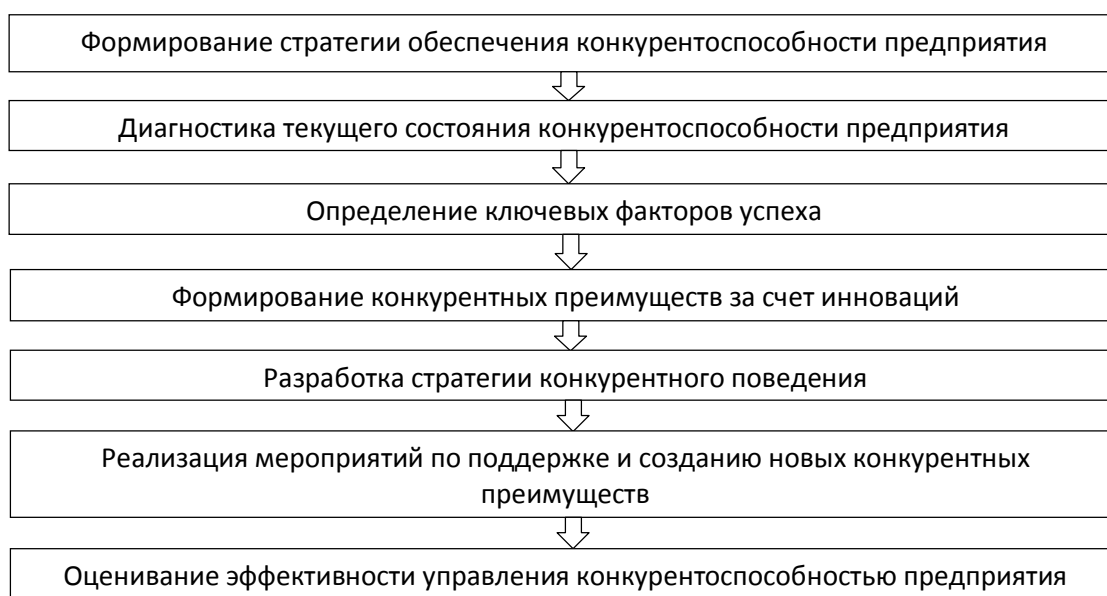 Формирование стратегии обеспечения конкурентоспособности предприятия
Диагностика текущего состояния конкурентоспособности предприятия
Определение ключевых факторов успеха
Формирование конкурентных преимуществ за счет инноваций
Разработка стратегии конкурентного поведения
Реализация мероприятий по поддержке и созданию новых конкурентных
преимуществ
Оценивание эффективности управления конкурентоспособностью предприятия